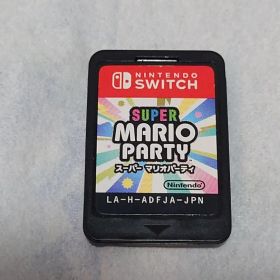 NINTENDO
SWITCH
SUPER
MARIO
PARTY
スーパー マリオパーティ
Nintendo
LA-H-ADFJA-JPN